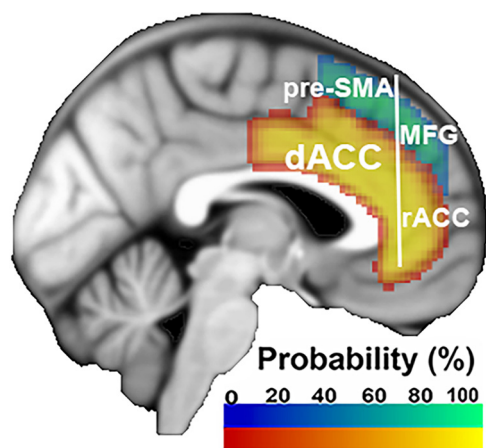 pre-SMA
MFG
dACC
rACC
Probability (%)
0 20 40 60 80 100